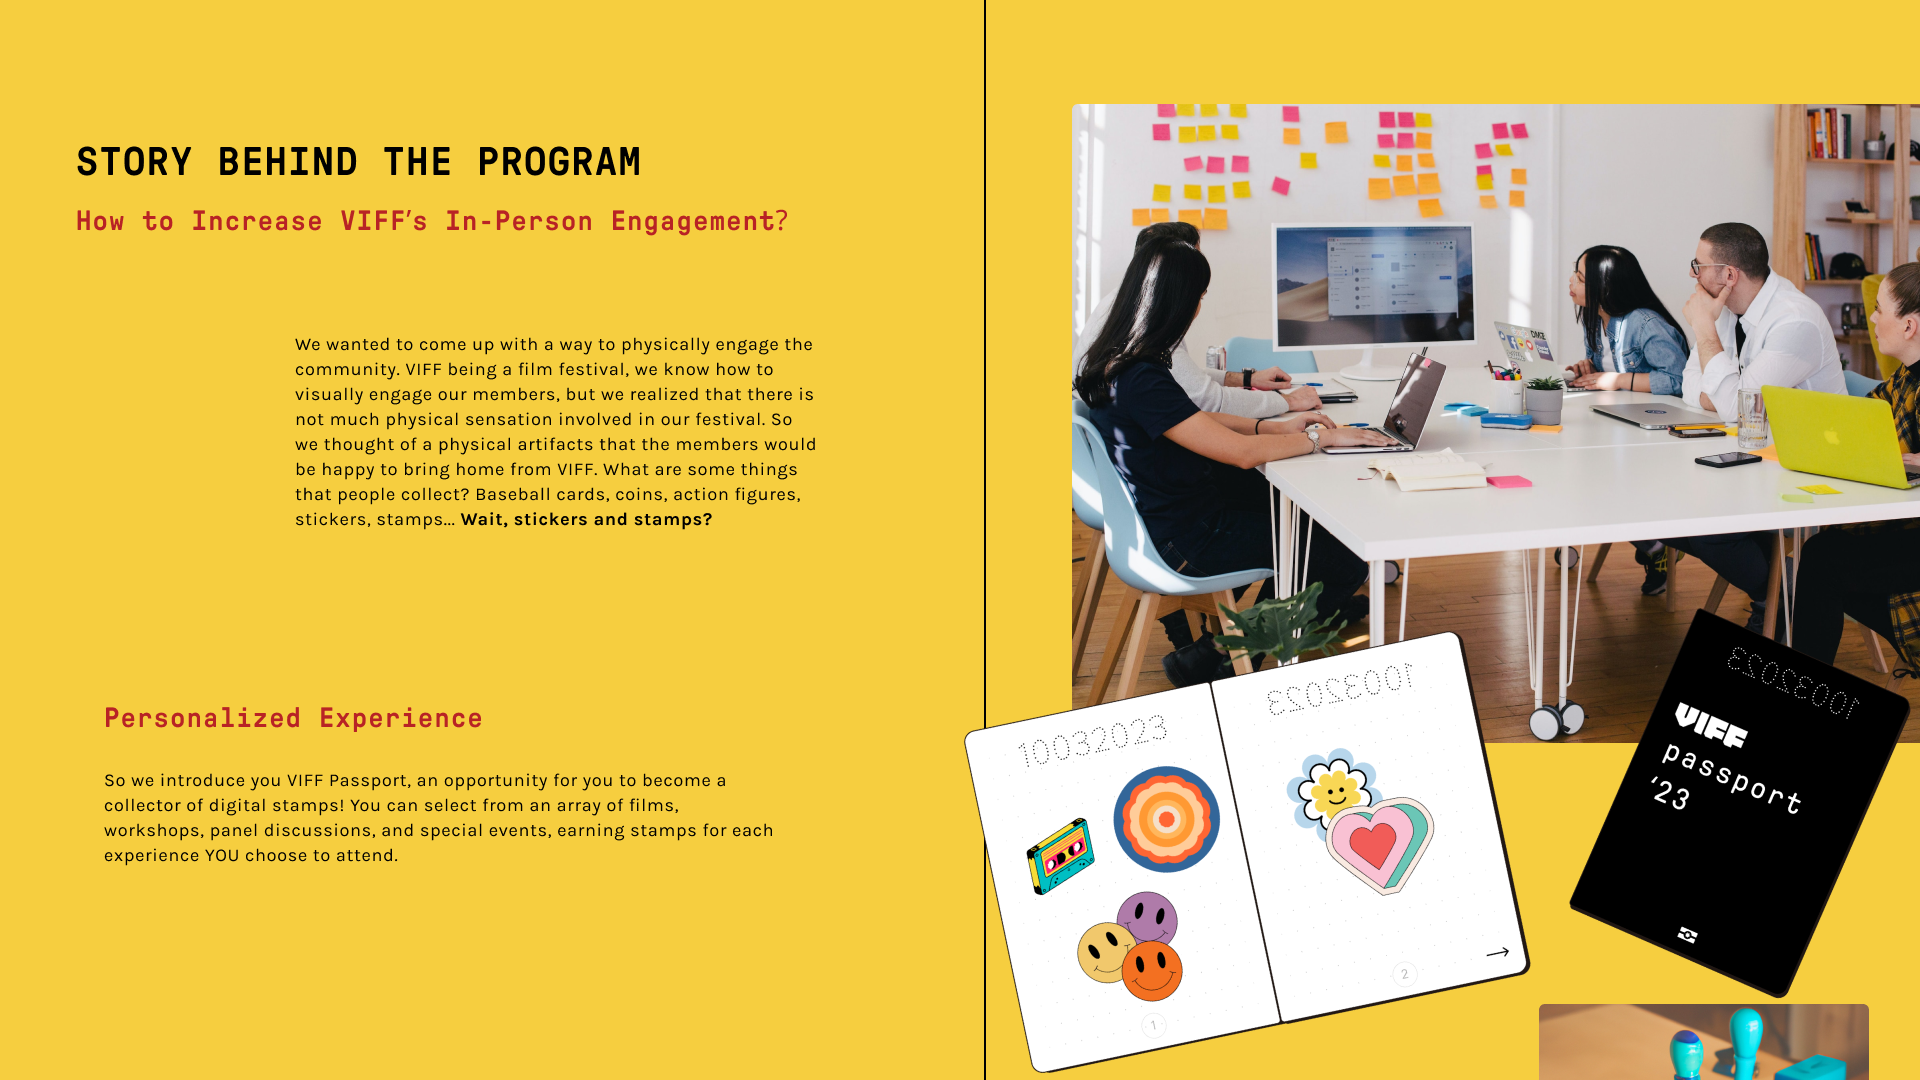 STORY BEHIND THE PROGRAM
How to Increase VIFF's In-Person Engagement?
We wanted to come up with a way to physically engage the
community. VIFF being a film festival, we know how to
visually engage our members, but we realized that there is
not much physical sensation involved in our festival. So
we thought of a physical artifacts that the members would
be happy to bring home from VIFF. What are some things
that people collect? Baseball cards, coins, action figures,
stickers, stamps... Wait, stickers and stamps?
Personalized Experience
So we introduce you VIFF Passport, an opportunity for you to become a
collector of digital stamps! You can select from an array of films,
workshops, panel discussions, and special events, earning stamps for each
experience YOU choose to attend.
10032023
10032023
1
2
10032023
VIFF
passport
'23